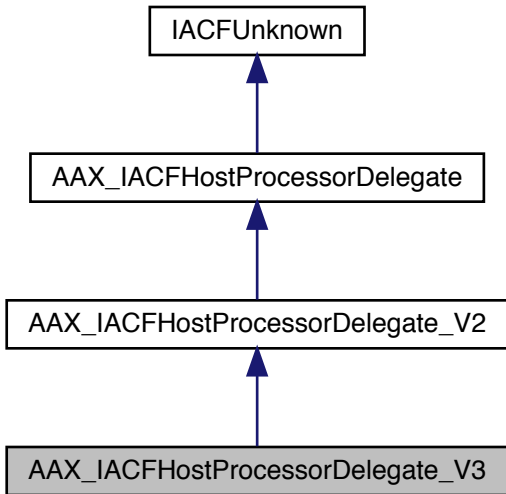 IACFUnknown
AAX_IACFHostProcessorDelegate
AAX_IACFHostProcessorDelegate_V2
AAX_IACFHostProcessorDelegate_V3